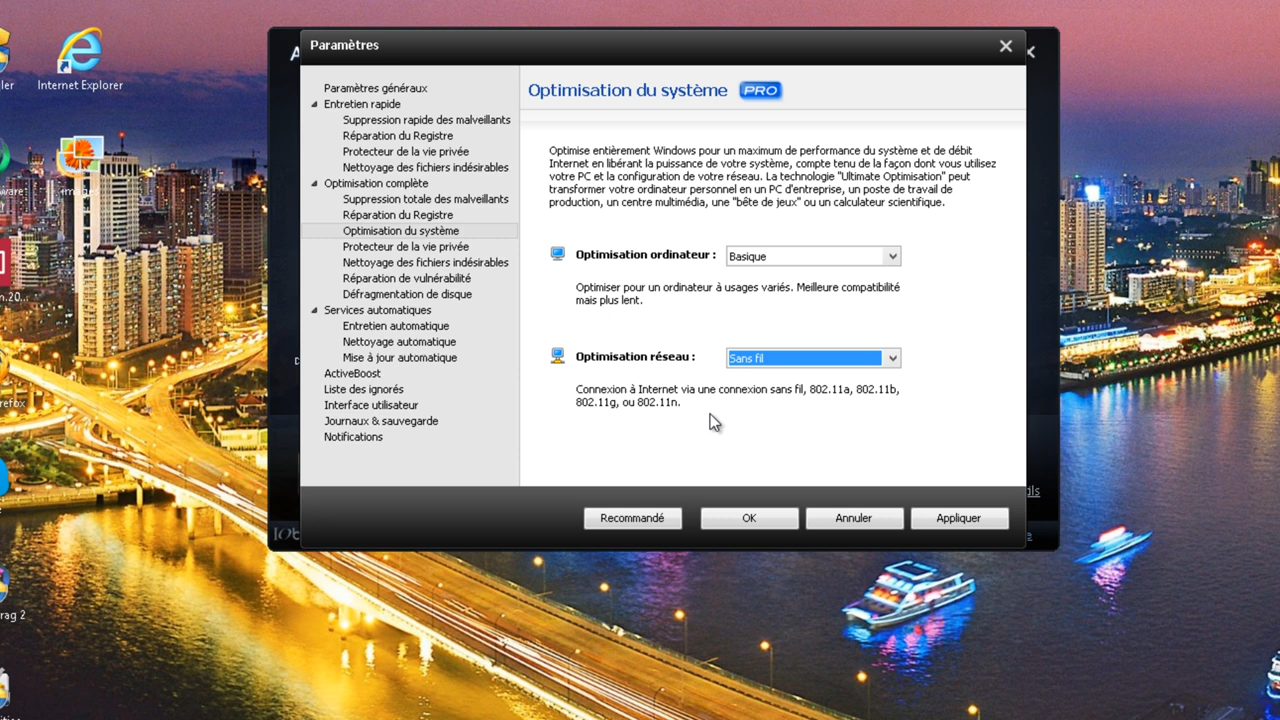 Paramètres
Internet Explorer
Paramètres généraux
Entretien rapide
Suppression rapide des malveillants
Réparation du Registre
Protecteur de la vie privée
Nettoyage des fichiers indésirables
Optimisation complète
Suppression totale des malveillants
Réparation du Registre
Optimisation du système
Protecteur de la vie privée
Nettoyage des fichiers indésirables
Réparation de vulnérabilité
Défragmentation de disque
Services automatiques
Entretien automatique
Nettoyage automatique
Mise à jour automatique
ActiveBoost
Liste des ignorés
Interface utilisateur
Journaux & sauvegarde
Notifications
Optimisation du système PRO
Optimise entièrement Windows pour un maximum de performance du système et de débit
Internet en libérant la puissance de votre système, compte tenu de la façon dont vous utilisez
votre PC et la configuration de votre réseau. La technologie "Ultimate Optimisation" peut
transformer votre ordinateur personnel en un PC d'entreprise, un poste de travail de
production, un centre multimédia, une "bête de jeux" ou un calculateur scientifique.
Optimisation ordinateur : Basique
Optimiser pour un ordinateur à usages variés. Meilleure compatibilité
mais plus lent.
Optimisation réseau : Sans fil
Connexion à Internet via une connexion sans fil, 802.11a, 802.11b,
802.11g, ou 802.11n.
Recommandé OK Annuler Appliquer